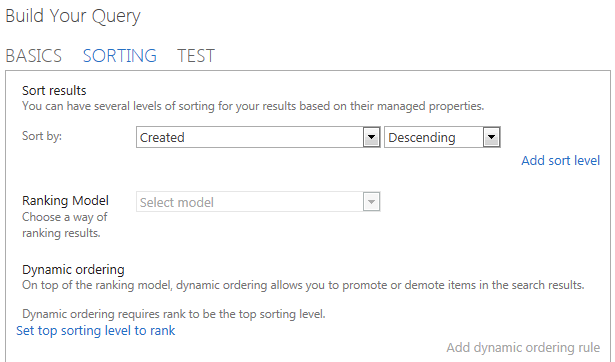 Build Your Query
BASICS SORTING TEST
Sort results
You can have several levels of sorting for your results based on their managed properties.
Sort by: Created Descending
Add sort level
Ranking Model Select model
Choose a way of
ranking results.
Dynamic ordering
On top of the ranking model, dynamic ordering allows you to promote or demote items in the search results.
Dynamic ordering requires rank to be the top sorting level.
Set top sorting level to rank
Add dynamic ordering rule